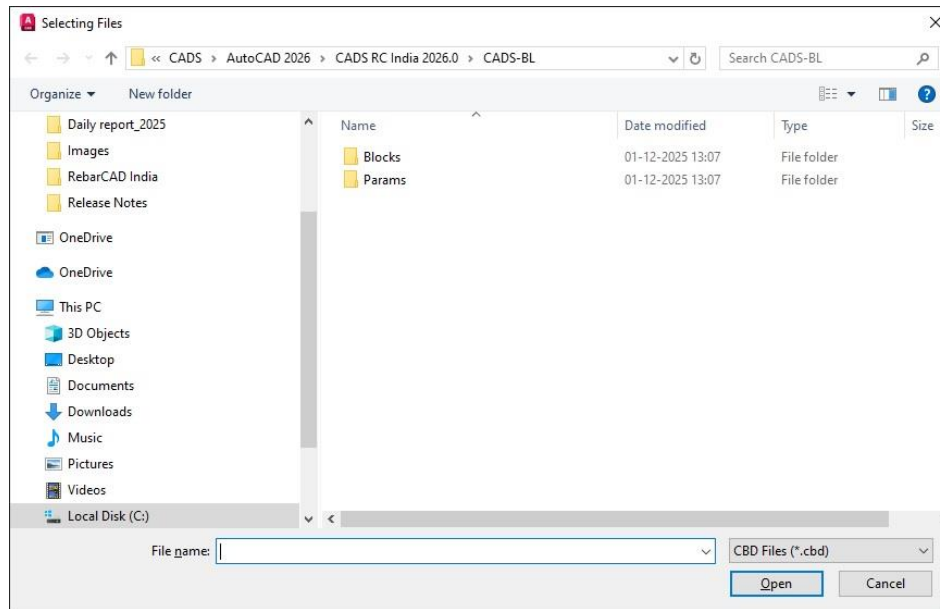 Selecting Files
« CADS › AutoCAD 2026 › CADS RC India 2026.0 › CADS-BL
Search CADS-BL
Organize
New folder
Daily report_2025
Images
RebarCAD India
Release Notes
OneDrive
OneDrive
This PC
3D Objects
Desktop
Documents
Downloads
Music
Pictures
Videos
Local Disk (C:)
Name Date modified Type Size
Blocks 01-12-2025 13:07 File folder
Params 01-12-2025 13:07 File folder
File name:
CBD Files (*.cbd)
Open Cancel